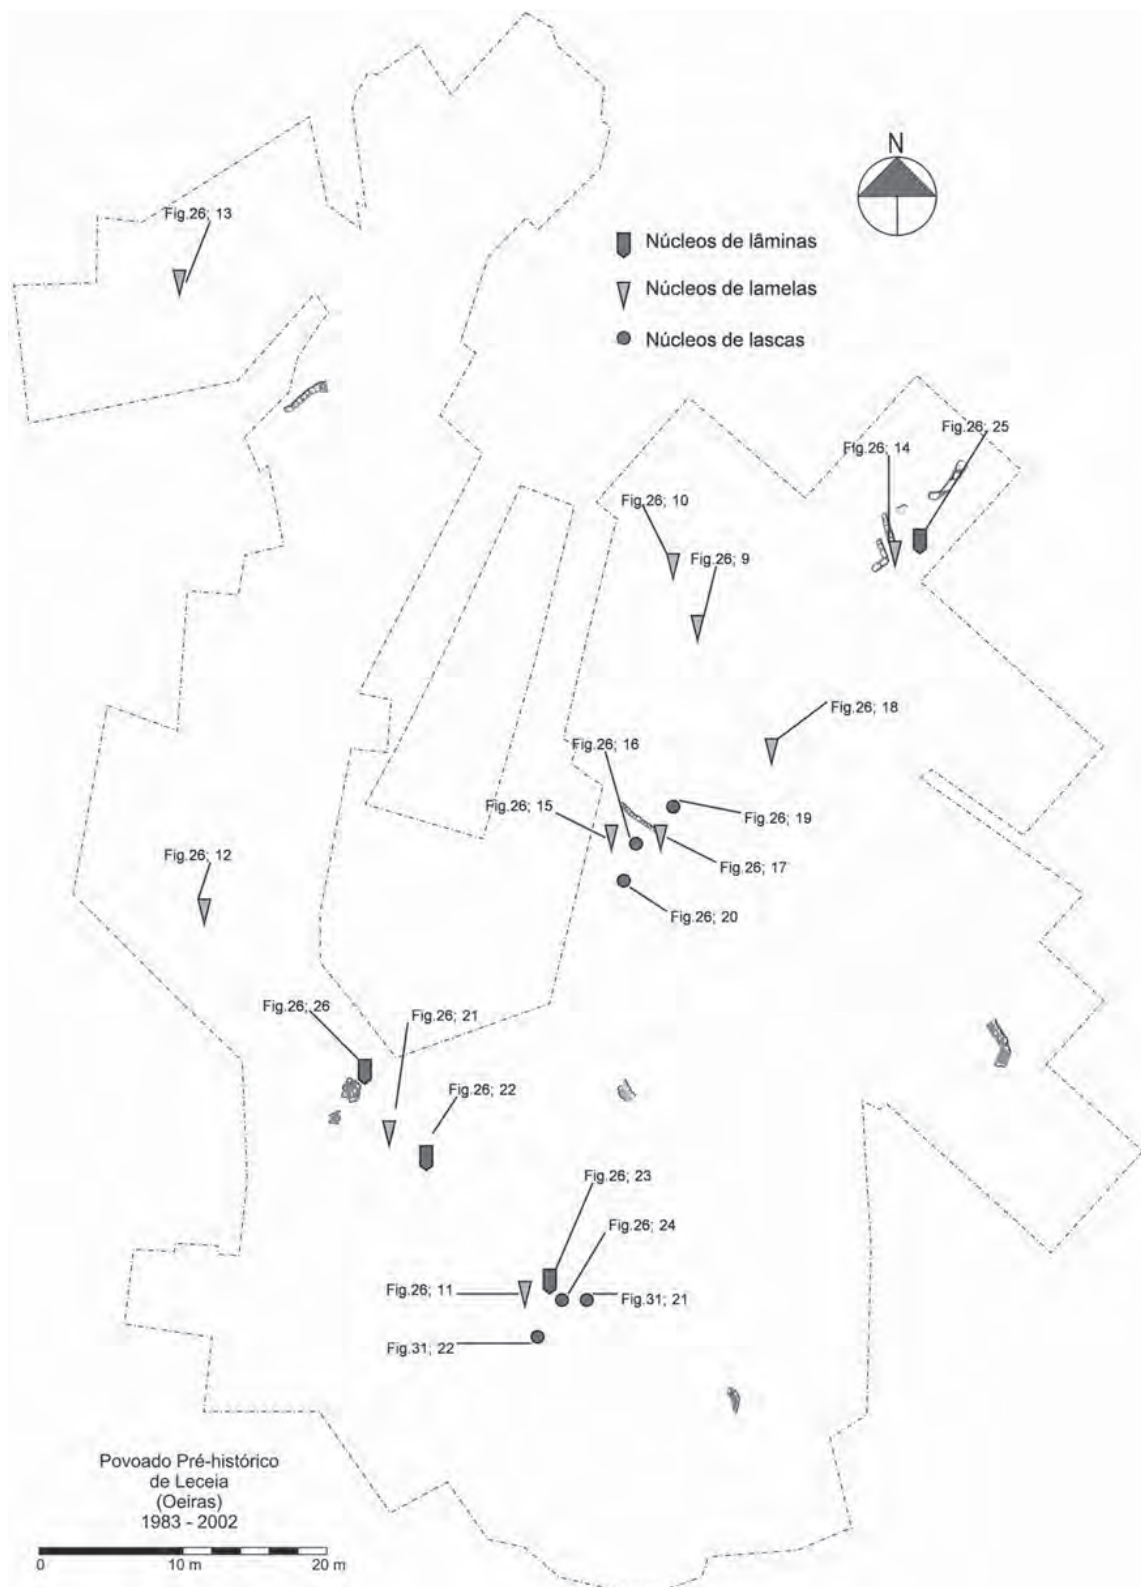 N
Fig.26; 13
Núcleos de lâminas
Núcleos de lamelas
Núcleos de lascas
Fig.26; 25
Fig.26; 14
Fig.26; 10
Fig.26; 9
Fig.26; 18
Fig.26; 16
Fig.26; 15
Fig.26; 19
Fig.26; 12
Fig.26; 17
Fig.26; 20
Fig.26; 26
Fig.26; 21
Fig.26; 22
Fig.26; 23
Fig.26; 24
Fig.26; 11
Fig.31; 21
Fig.31; 22
Povoado Pré-histórico
de Leceia
(Oeiras)
1983 - 2002
0 10 m 20 m